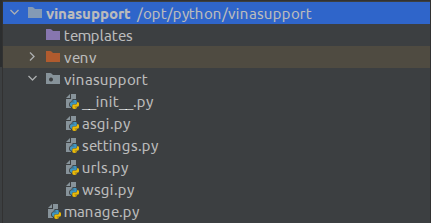 vinasupport /opt/python/vinasupport
templates
venv
vinasupport
__init__.py
asgi.py
settings.py
urls.py
wsgi.py
manage.py